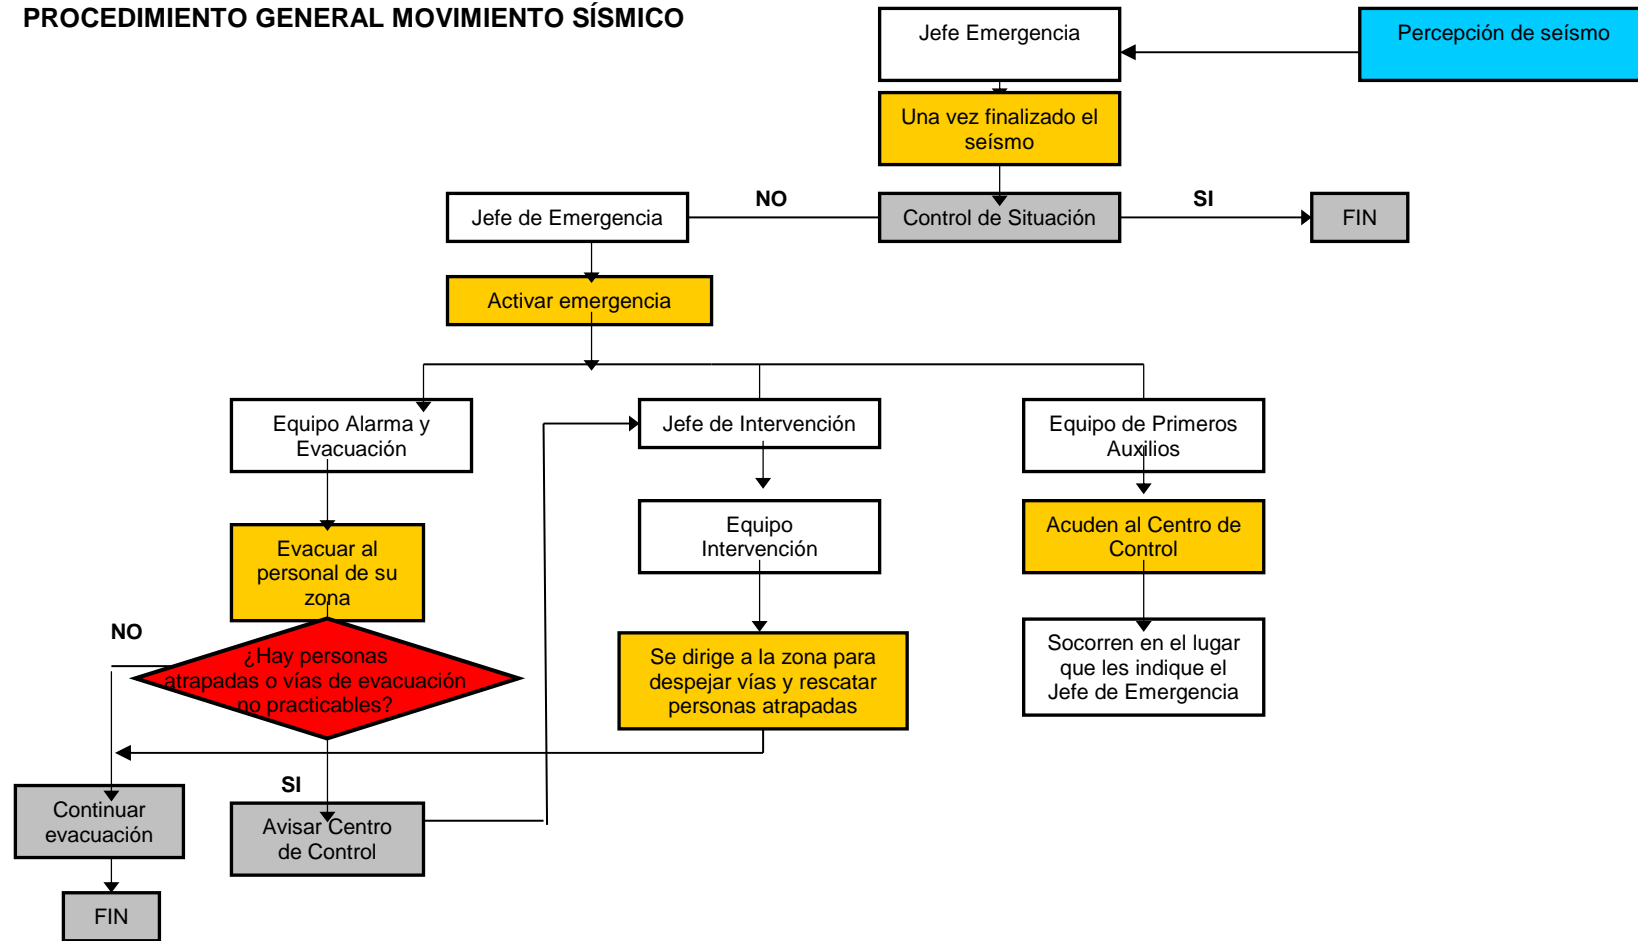 PROCEDIMIENTO GENERAL MOVIMIENTO SÍSMICO
Jefe Emergencia
Percepción de seísmo
Una vez finalizado el
seísmo
Jefe de Emergencia
NO
Control de Situación
SI
FIN
Activar emergencia
Equipo Alarma y
Evacuación
Jefe de Intervención
Equipo de Primeros
Auxilios
Evacuar al
personal de su
zona
Equipo
Intervención
Acuden al Centro de
Control
NO
¿Hay personas
atrapadas o vías de evacuación
no practicables?
Se dirige a la zona para
despejar vías y rescatar
personas atrapadas
Socorren en el lugar
que les indique el
Jefe de Emergencia
SI
Continuar
evacuación
Avisar Centro
de Control
FIN